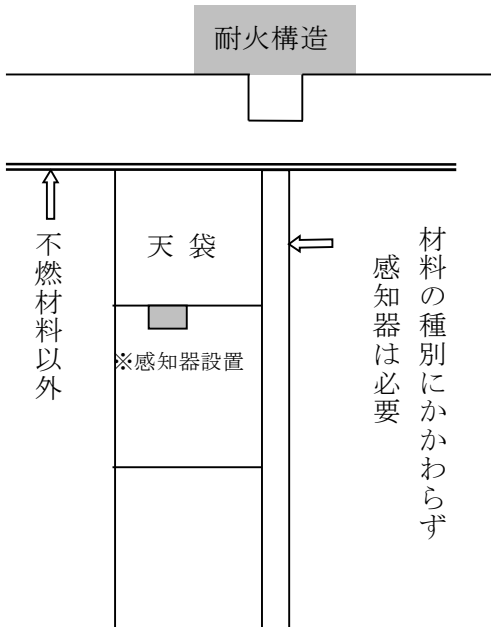 耐火構造
天袋
※感知器設置
不燃材料以外
材料の種別にかかわらず
感知器は必要